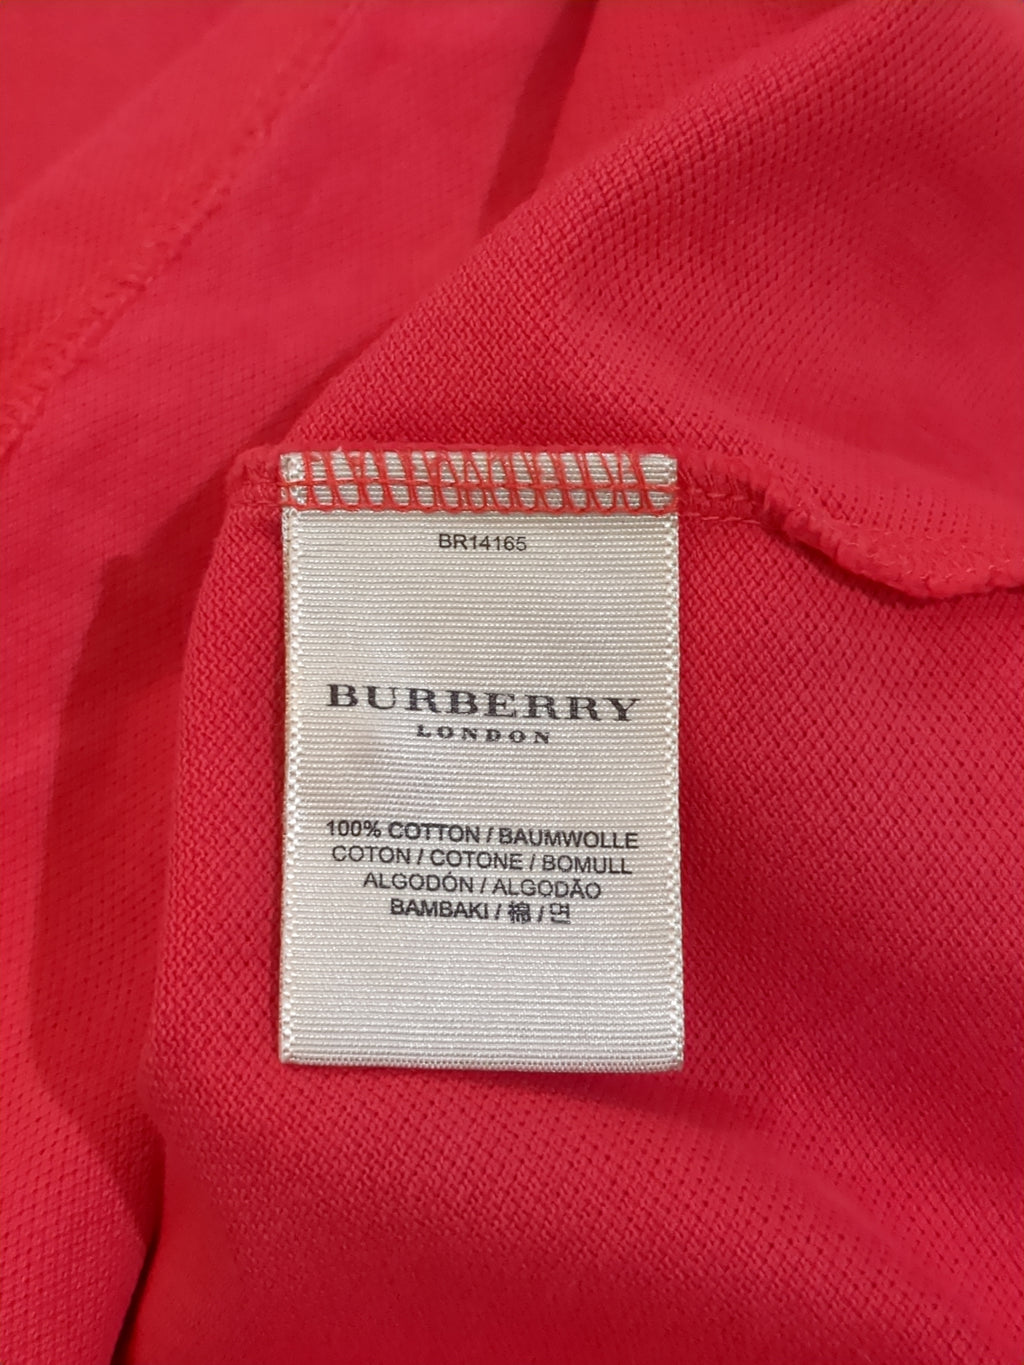 BR14165
BURBERRY
LONDON
100% COTTON / BAUMWOLLE
COTON / COTONE / BOMULL
ALGODÓN / ALGODÃO
BAMBAKI / 棉 / 면